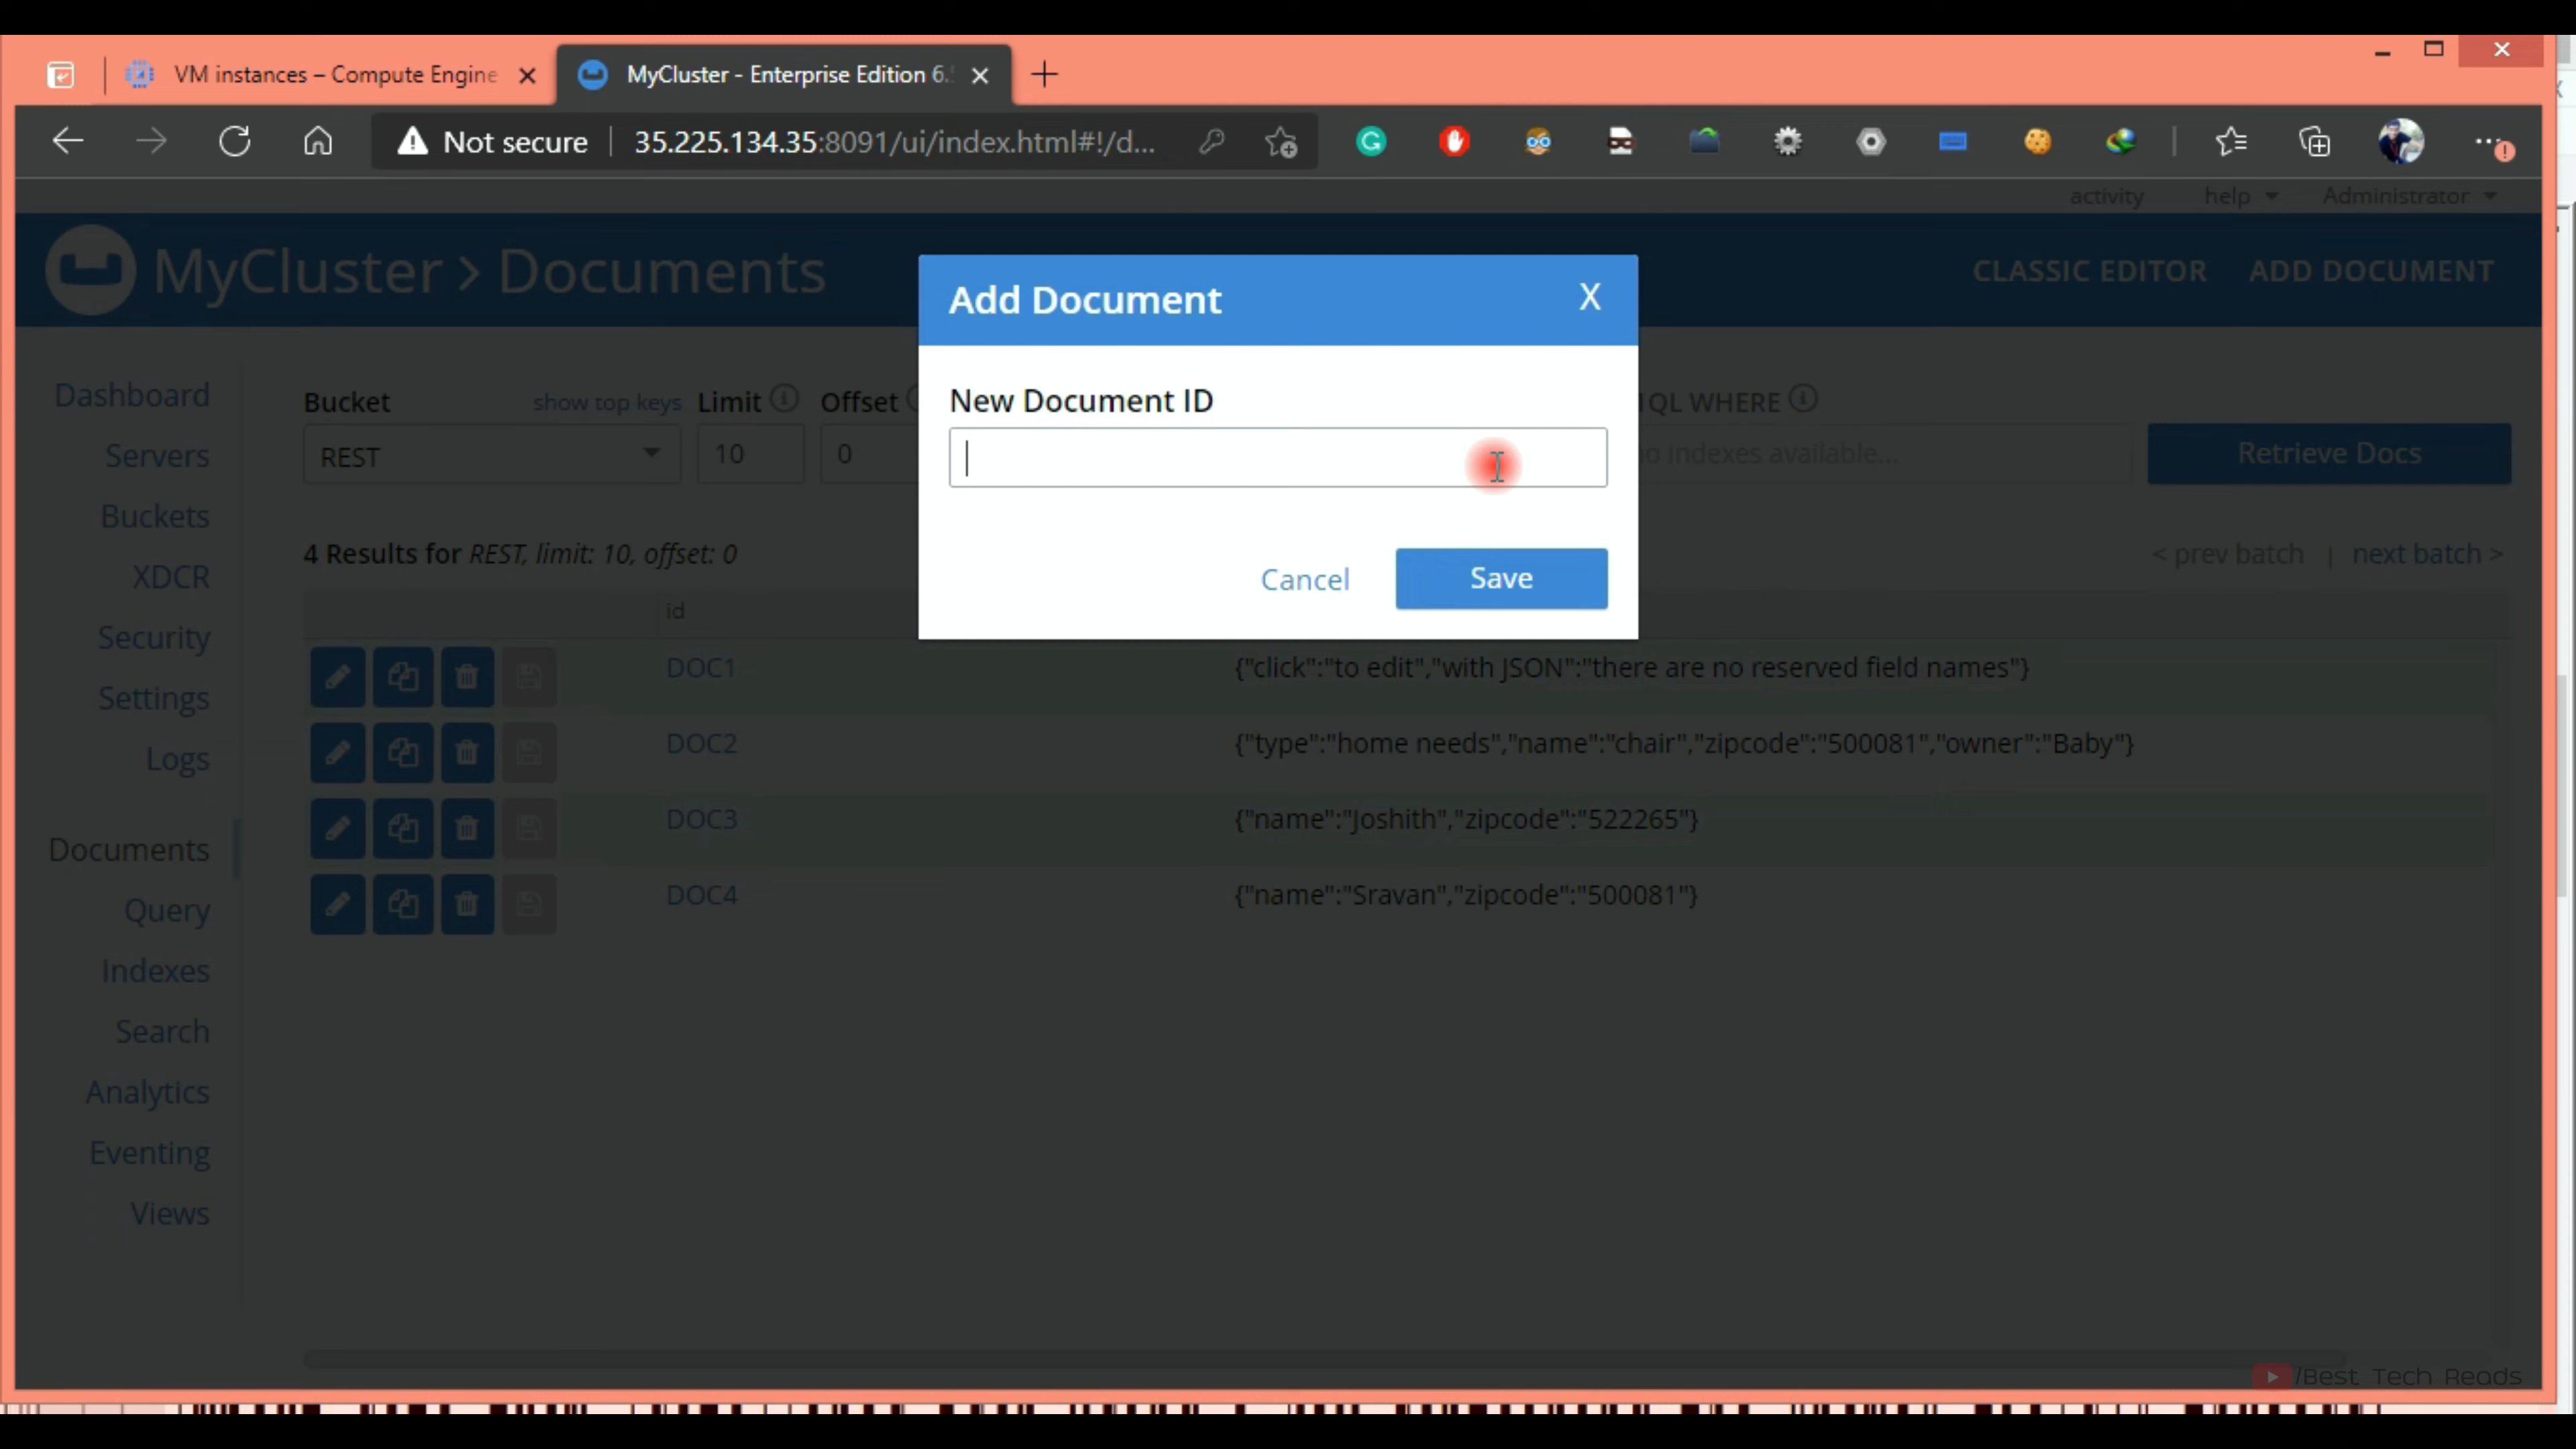 VM instances – Compute Engine
MyCluster - Enterprise Edition 6.
Not secure
35.225.134.35:8091/ui/index.html#!/d...
activity help Administrator
MyCluster > Documents
CLASSIC EDITOR ADD DOCUMENT
Add Document X
New Document ID
Cancel Save
Dashboard
Servers
Buckets
XDCR
Security
Settings
Logs
Documents
Query
Indexes
Search
Analytics
Eventing
Views
Bucket show top keys Limit Offset QL WHERE
REST 10 0 no indexes available... Retrieve Docs
4 Results for REST, limit: 10, offset: 0 < prev batch | next batch >
id
DOC1 {"click":"to edit","with JSON":"there are no reserved field names"}
DOC2 {"type":"home needs","name":"chair","zipcode":"500081","owner":"Baby"}
DOC3 {"name":"Joshith","zipcode":"522265"}
DOC4 {"name":"Sravan","zipcode":"500081"}
/Best Tech Reads